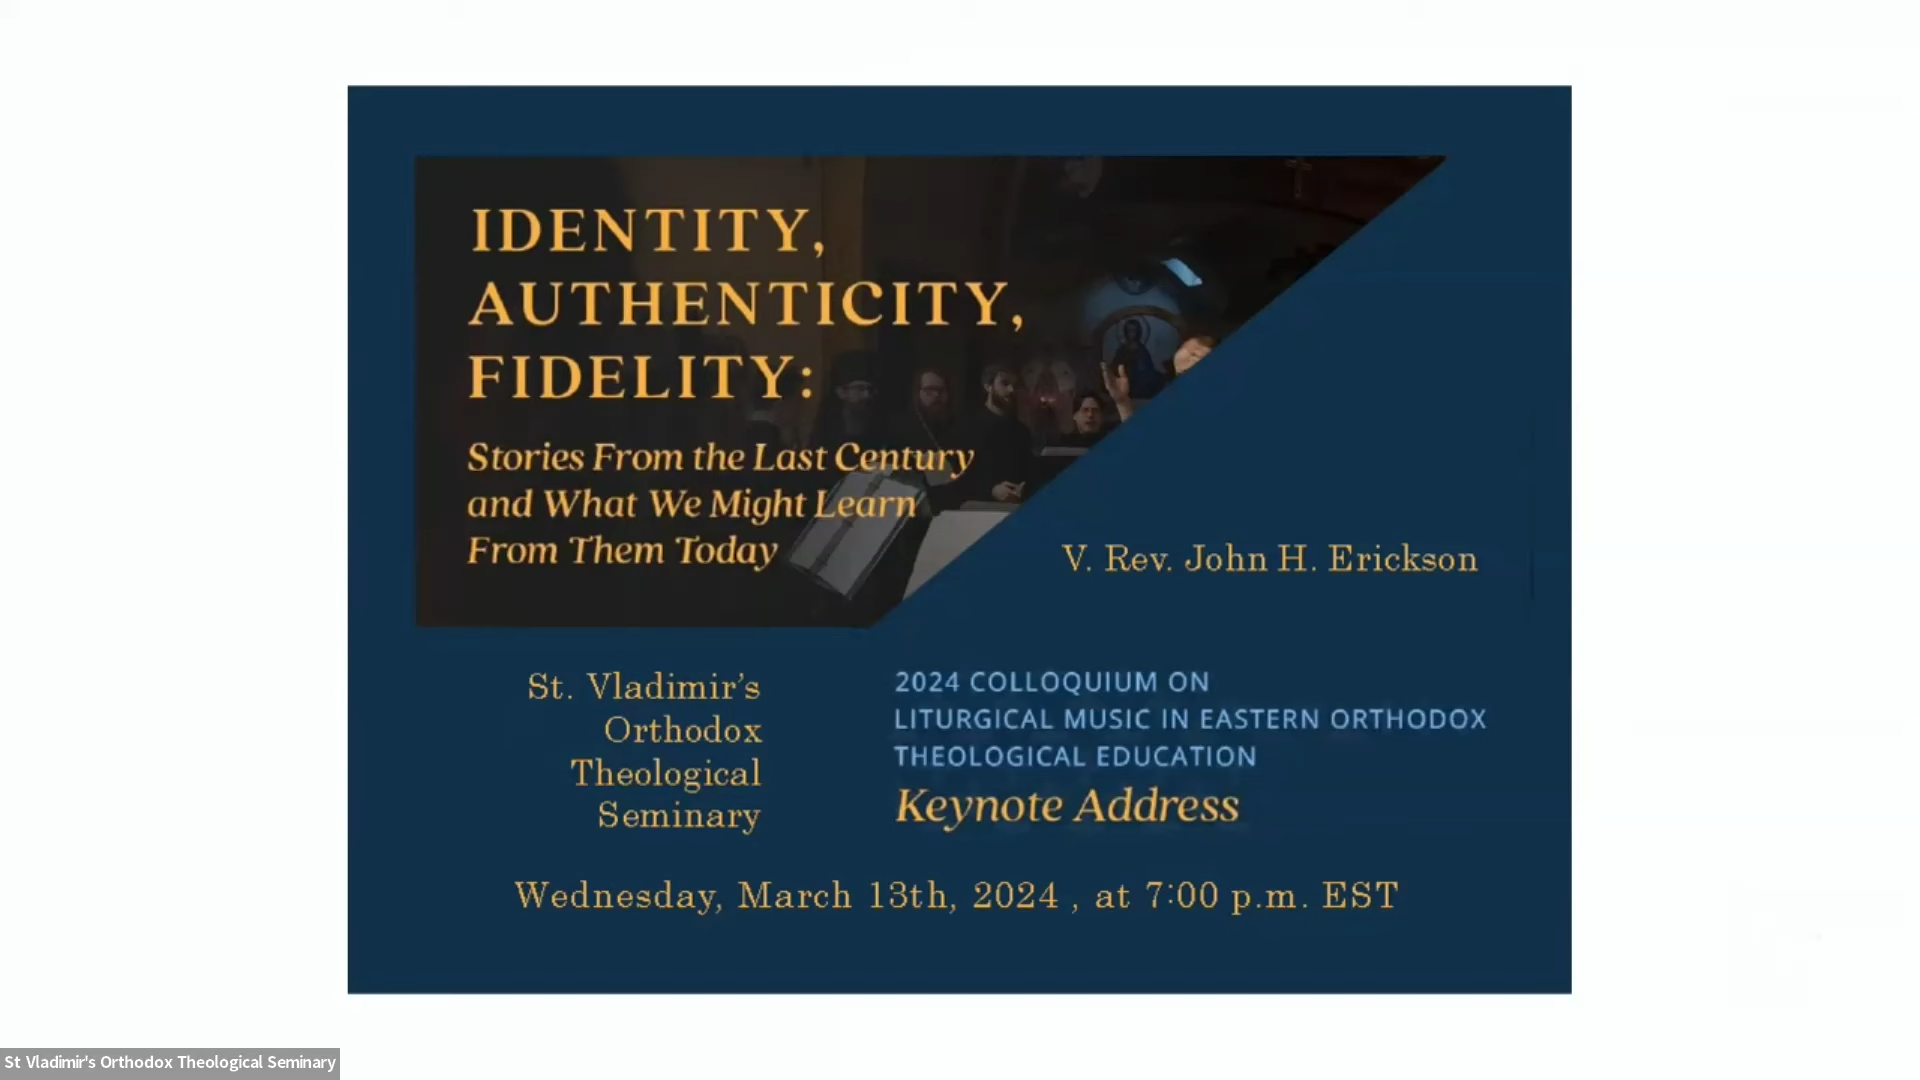 IDENTITY,
AUTHENTICITY,
FIDELITY:
Stories From the Last Century
and What We Might Learn
From Them Today
V. Rev. John H. Erickson
St. Vladimir's
Orthodox
Theological
Seminary
2024 COLLOQUIUM ON
LITURGICAL MUSIC IN EASTERN ORTHODOX
THEOLOGICAL EDUCATION
Keynote Address
Wednesday, March 13th, 2024 , at 7:00 p.m. EST
St Vladimir's Orthodox Theological Seminary